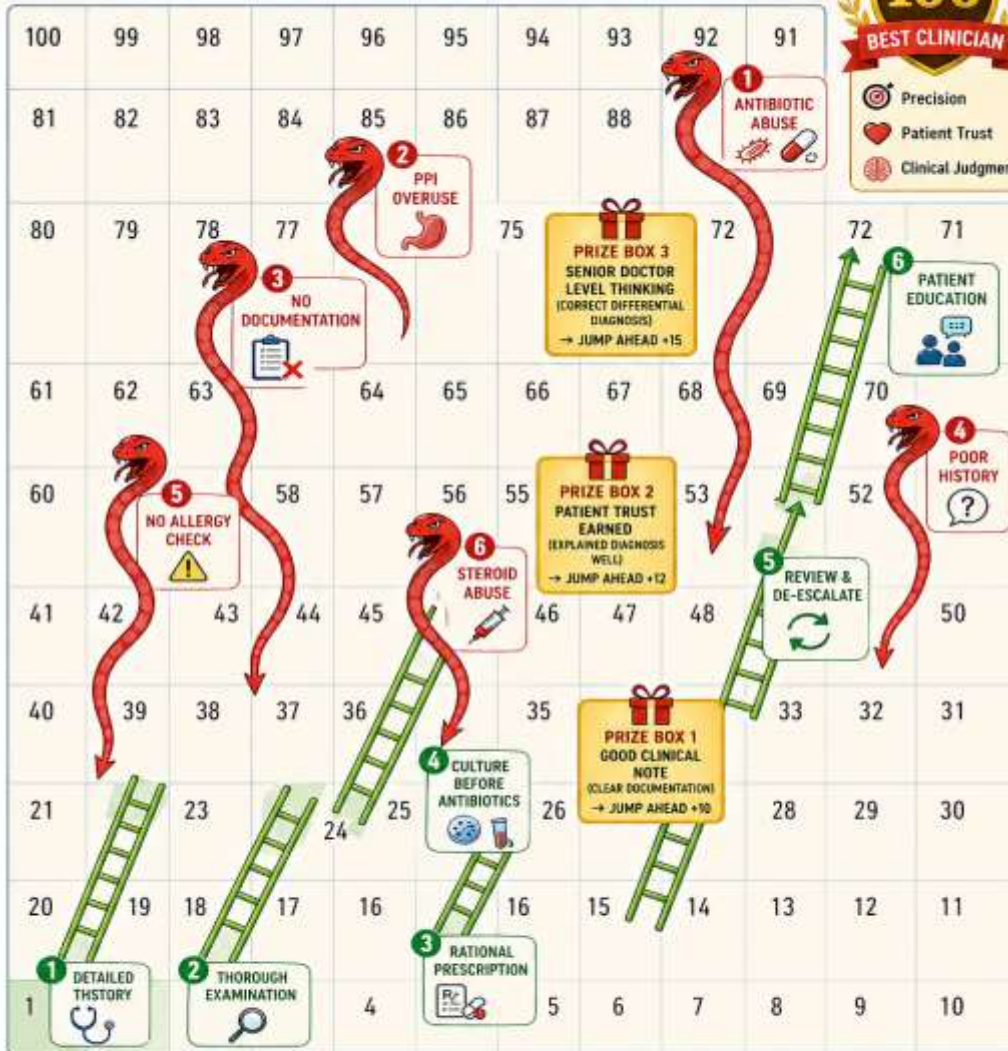 100 99 98 97 96 95 94 93 92 91
BEST CLINICIAN
Precision
Patient Trust
1
ANTIBIOTIC
ABUSE
81 82 83 84 85 86 87 88
2
PPI
OVERUSE
80 79 78 77 75 72 72 71
PRIZE BOX 3
SENIOR DOCTOR
LEVEL THINKING
(CORRECT DIFFERENTIAL
DIAGNOSIS)
→ JUMP AHEAD +15
3
NO
DOCUMENTATION
6
PATIENT
EDUCATION
61 62 63 64 65 66 67 68 69 70
4
POOR
HISTORY
?
60 58 57 56 55 53 52
5
NO ALLERGY
CHECK
!
PRIZE BOX 2
PATIENT TRUST
EARNED
(EXPLAINED DIAGNOSIS
WELL)
→ JUMP AHEAD +12
6
STEROID
ABUSE
5
REVIEW &
DE-ESCALATE
41 42 43 44 45 46 47 48 50
40 39 38 37 36 35 33 32 31
PRIZE BOX 1
GOOD CLINICAL
NOTE
(CLEAR DOCUMENTATION)
→ JUMP AHEAD +10
4
CULTURE
BEFORE
ANTIBIOTICS
21 23 24 25 26 28 29 30
20 19 18 17 16 16 15 14 13 12 11
1
DETAILED
THSTORY
2
THOROUGH
EXAMINATION
3
RATIONAL
PRESCRIPTION
1 4 5 6 7 8 9 10